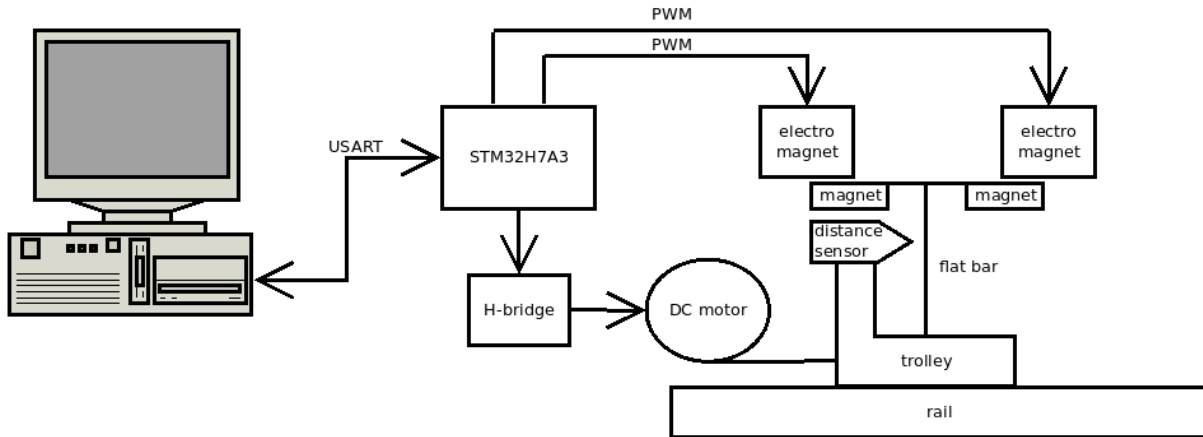 PWM
PWM
USART
STM32H7A3
electro
magnet
electro
magnet
magnet
magnet
distance
sensor
flat bar
H-bridge
DC motor
trolley
rail